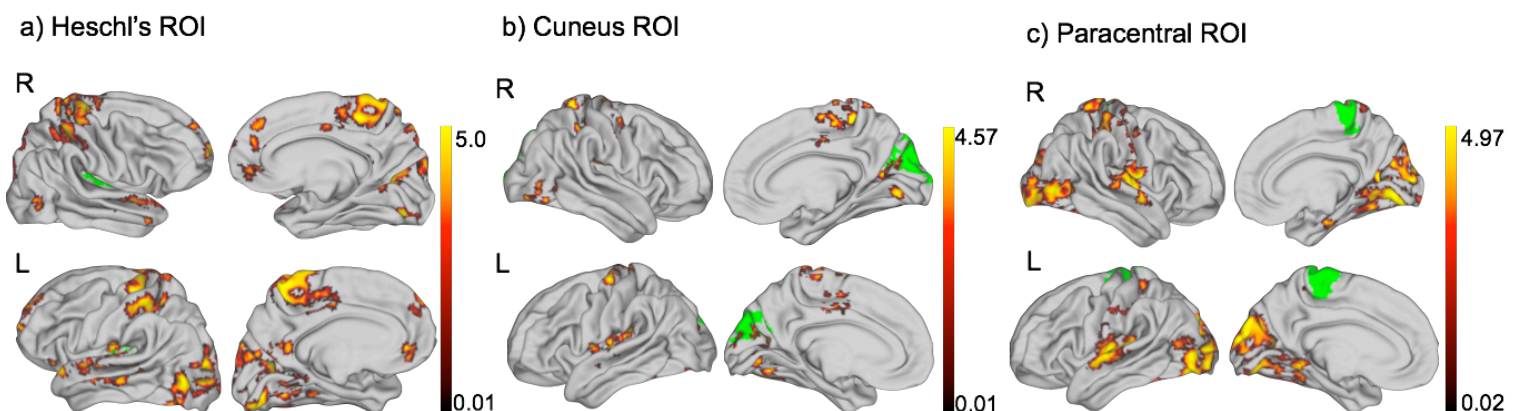 a) Heschl's ROI
b) Cuneus ROI
c) Paracentral ROI
R
R
R
5.0
4.57
4.97
L
L
L
0.01
0.01
0.02